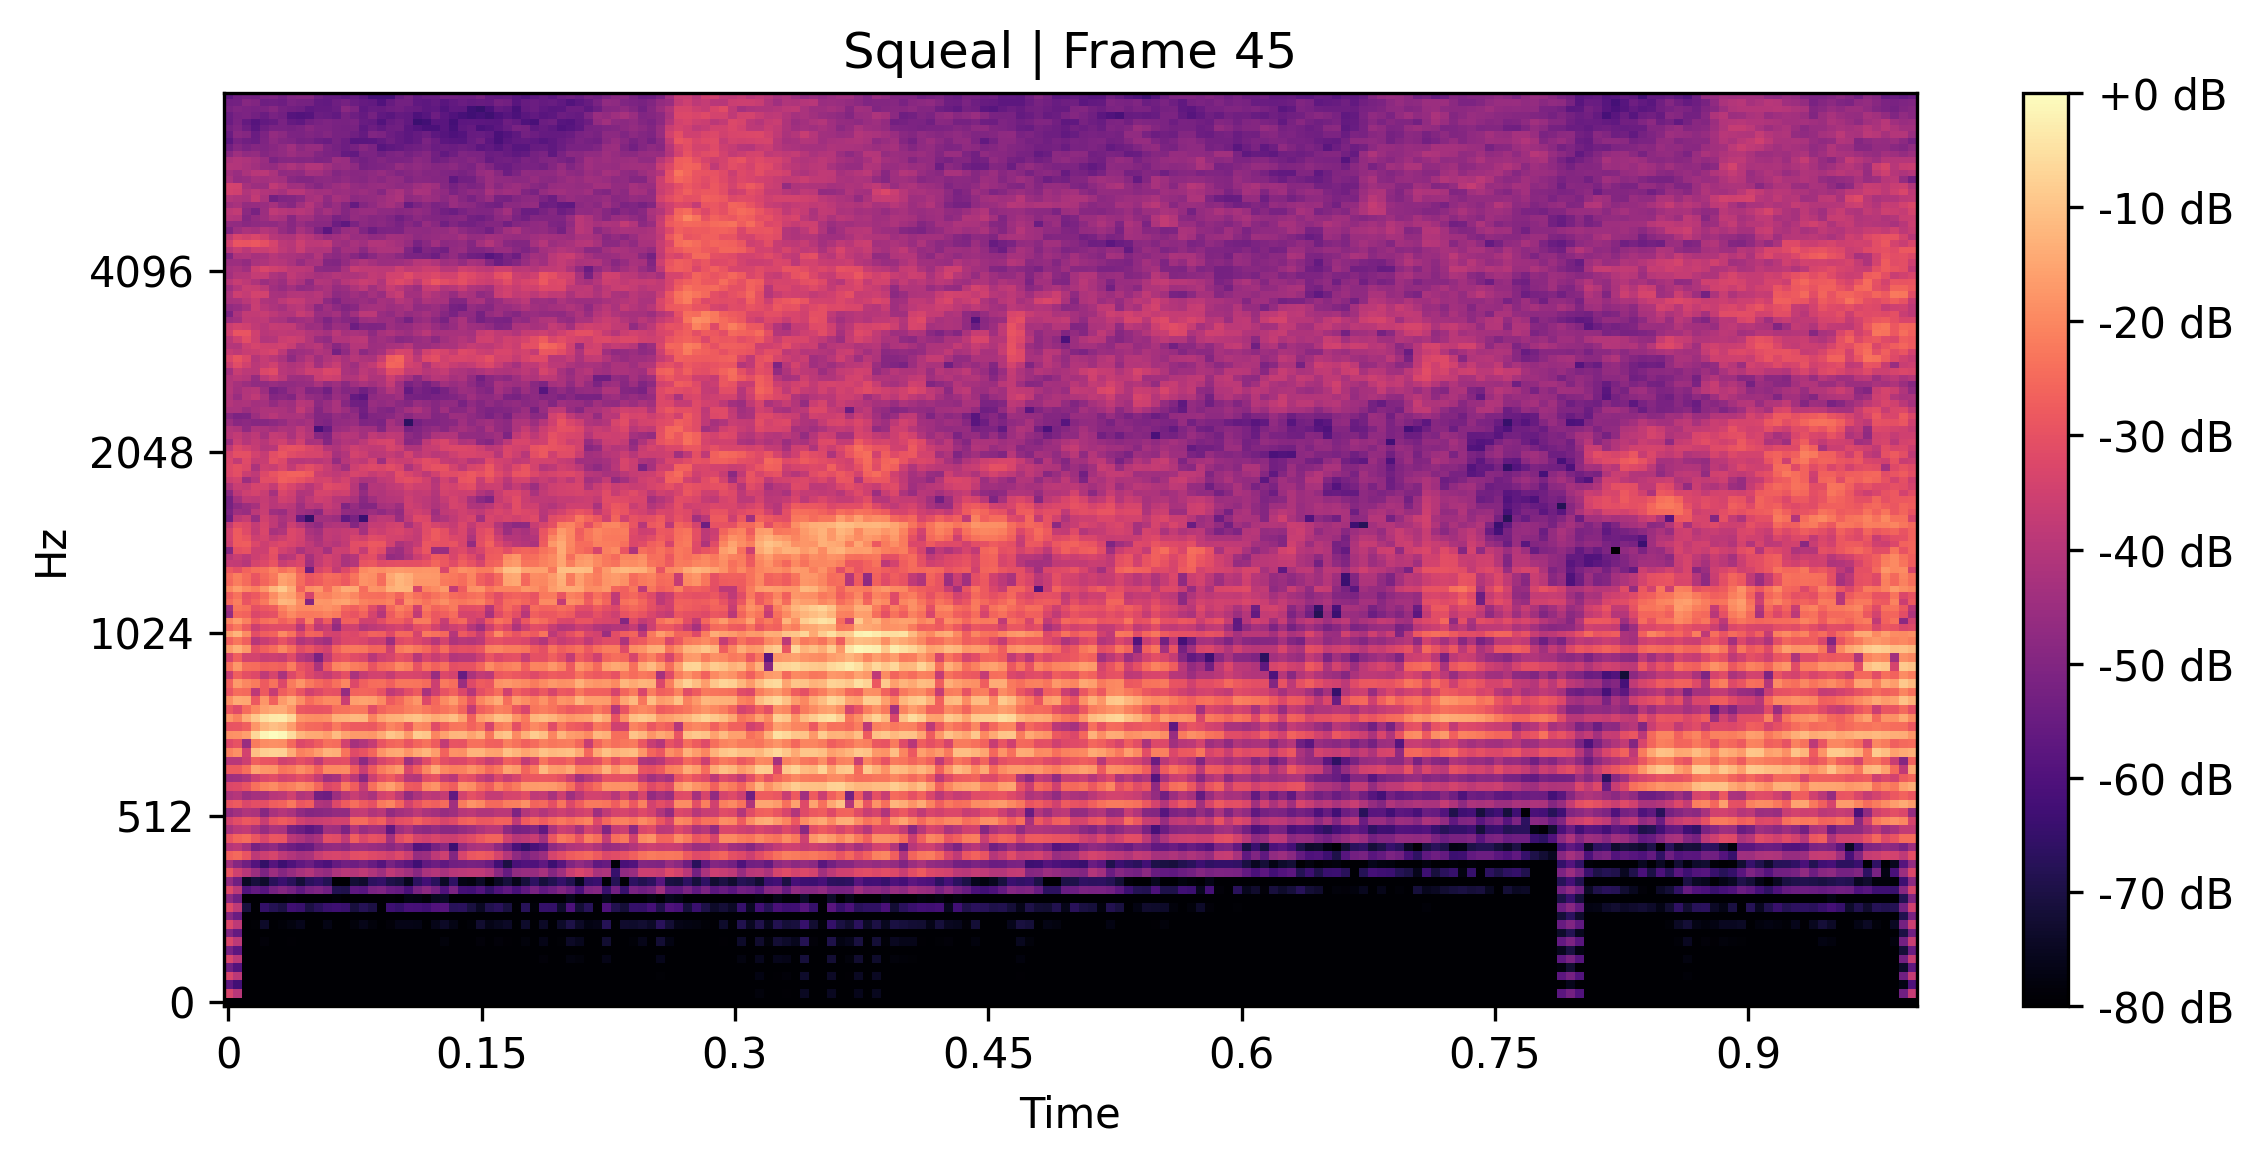 Squeal | Frame 45
+0 dB
-10 dB
-20 dB
-30 dB
-40 dB
-50 dB
-60 dB
-70 dB
-80 dB
Hz
4096
2048
1024
512
0
0 0.15 0.3 0.45 0.6 0.75 0.9
Time